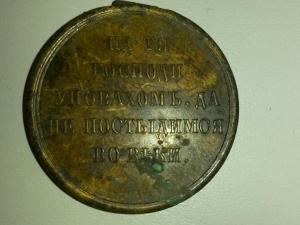 НА ТЯ
ГОСПОДИ
УПОВАХОМЪ, ДА
НЕ ПОСТЫДИМСЯ
ВО ВѢКИ.